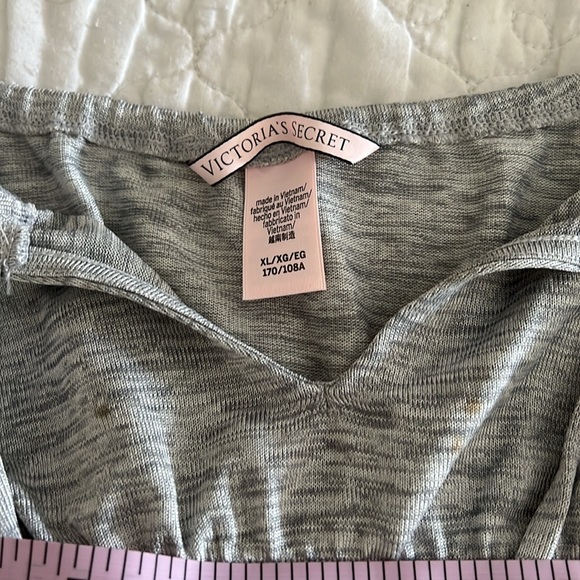 VICTORIA'S SECRET
made in Vietnam/
fabriqué au Vietnam/
hecho en Vietnam/
fabbricato in
Vietnam/
越南制造
XL/XG/EG
170/108A